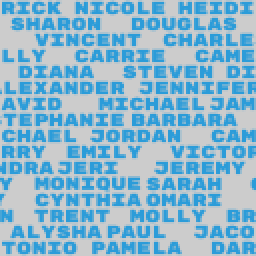 RICK NICOLE HEIDI
SHARON DOUGLAS
VINCENT CHARLE
LLY CARRIE CAME
DIANA STEVEN DI
ALEXANDER JENNIFER
AVID MICHAEL JAM
STEPHANIE BARBARA
CHAEL JORDAN CAM
RRY EMILY VICTOR
NDRA JERI JEREMY
Y MONIQUE SARAH
Y CYNTHIA OMARI
N TRENT MOLLY BR
ALYSHA PAUL JACO
TONIO PAMELA DAR